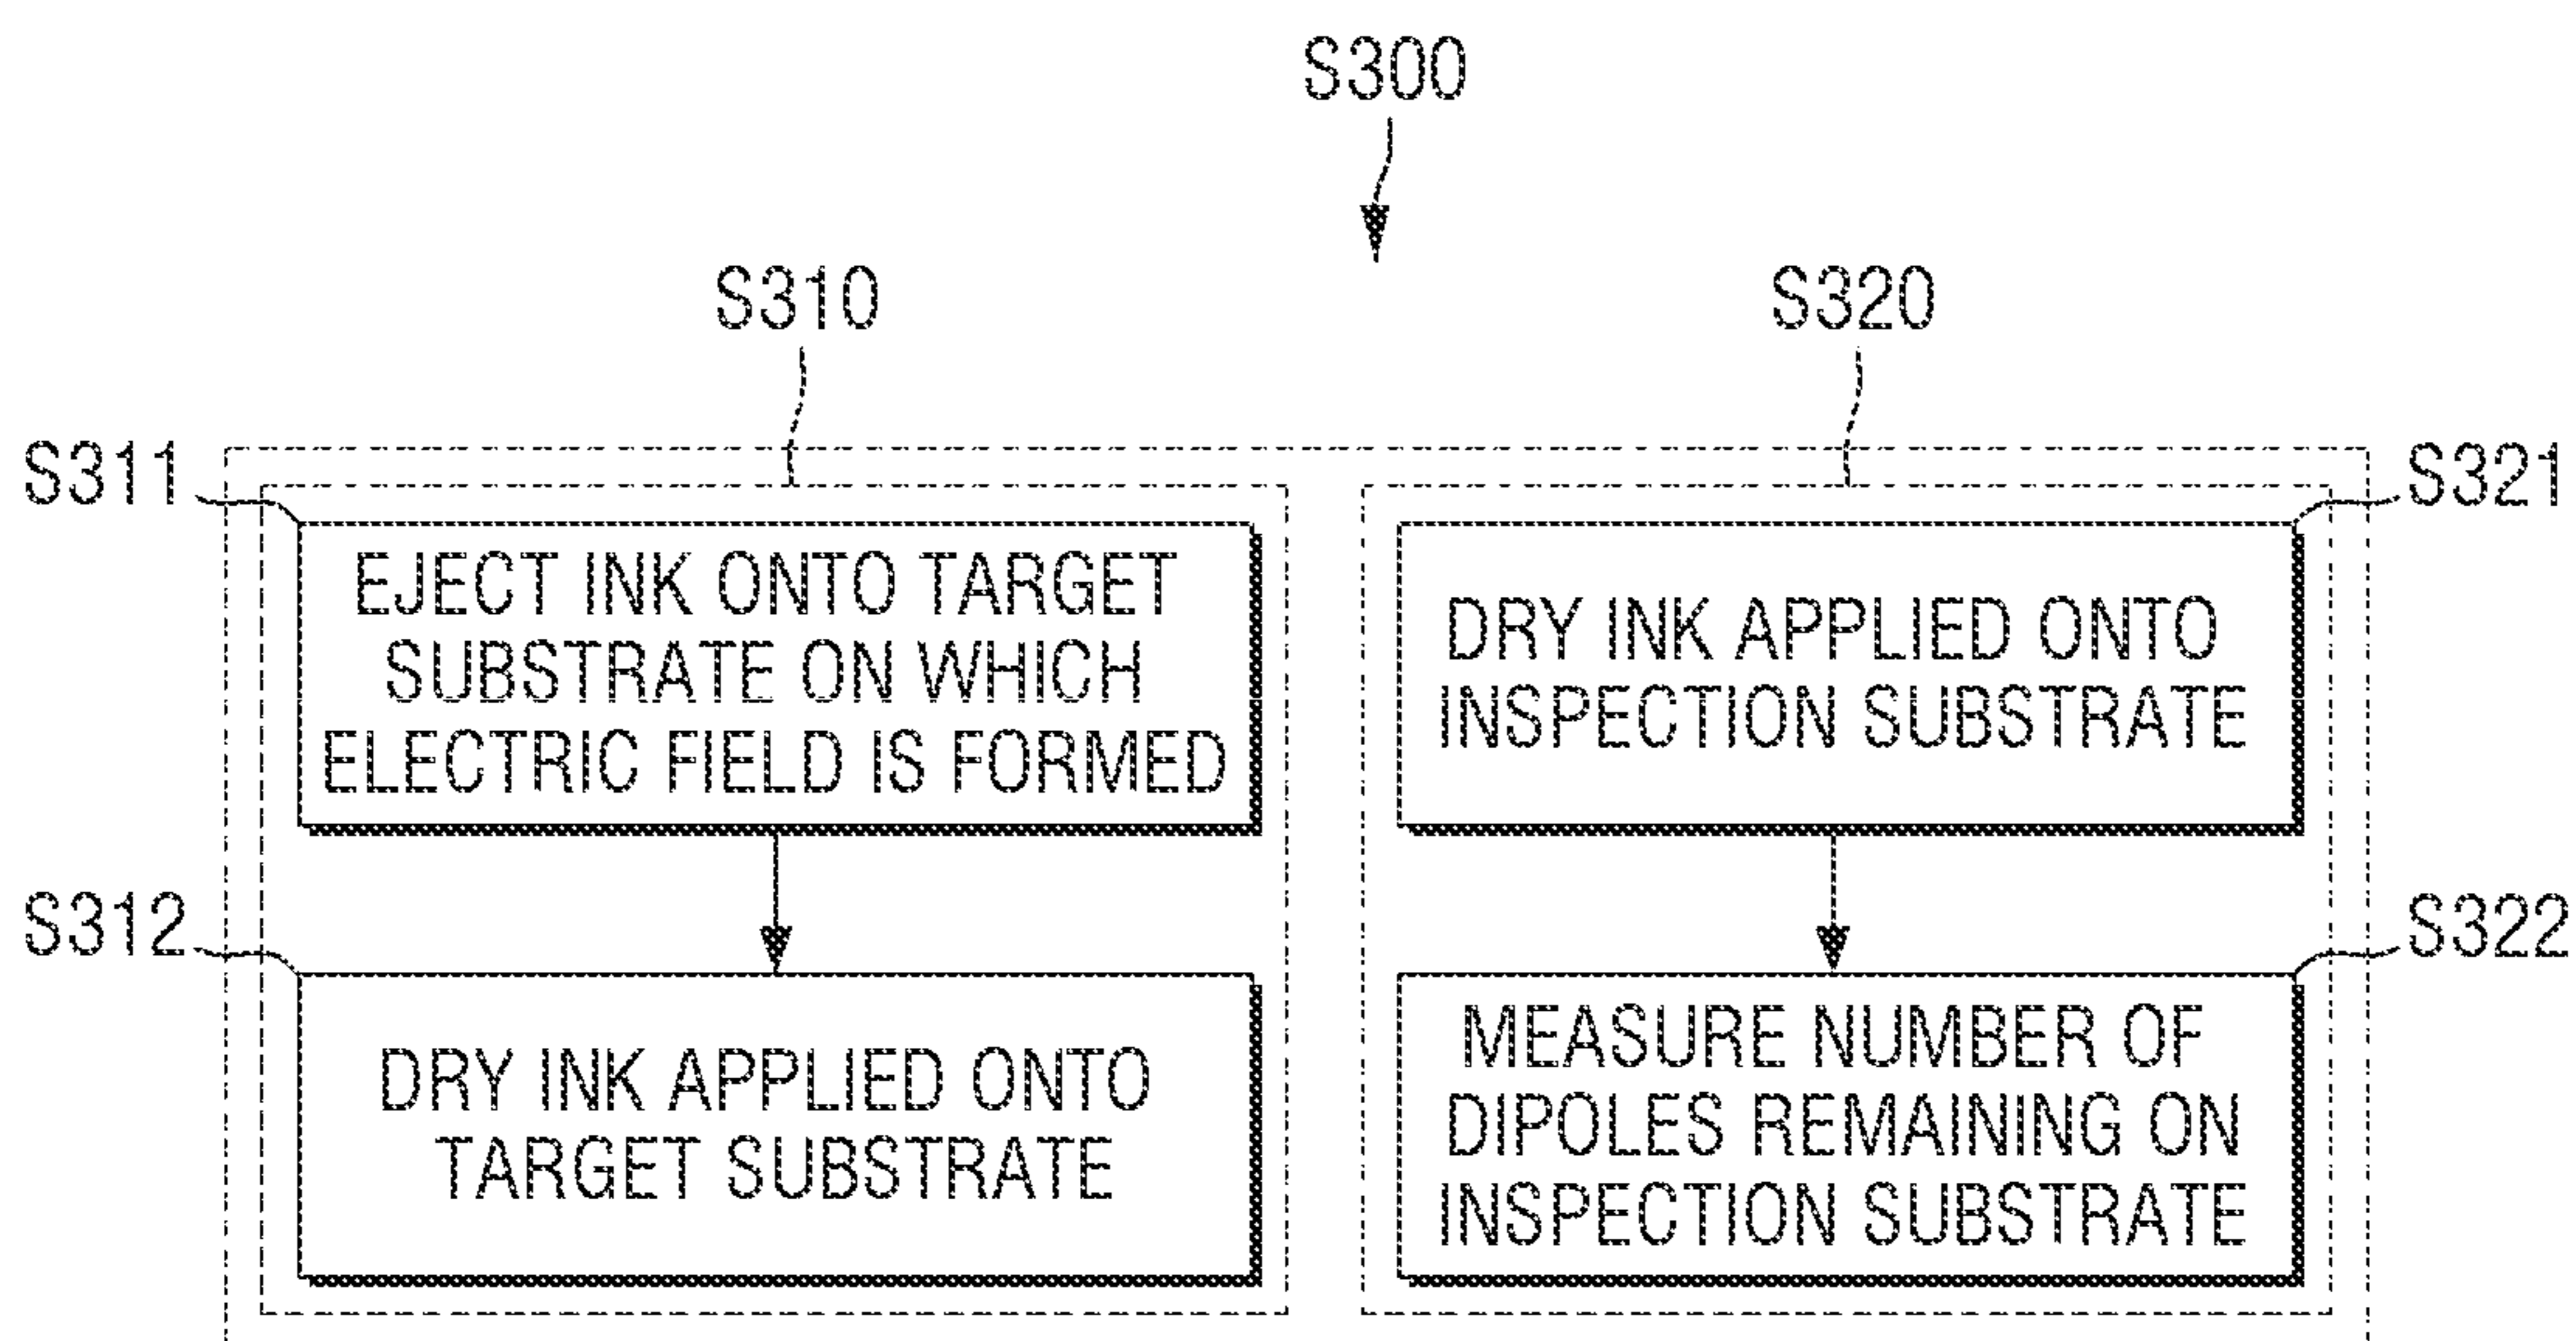 S300
S310
S320
S311
S321
EJECT INK ONTO TARGET
SUBSTRATE ON WHICH
ELECTRIC FIELD IS FORMED
DRY INK APPLIED ONTO
INSPECTION SUBSTRATE
S312
S322
DRY INK APPLIED ONTO
TARGET SUBSTRATE
MEASURE NUMBER OF
DIPOLES REMAINING ON
INSPECTION SUBSTRATE